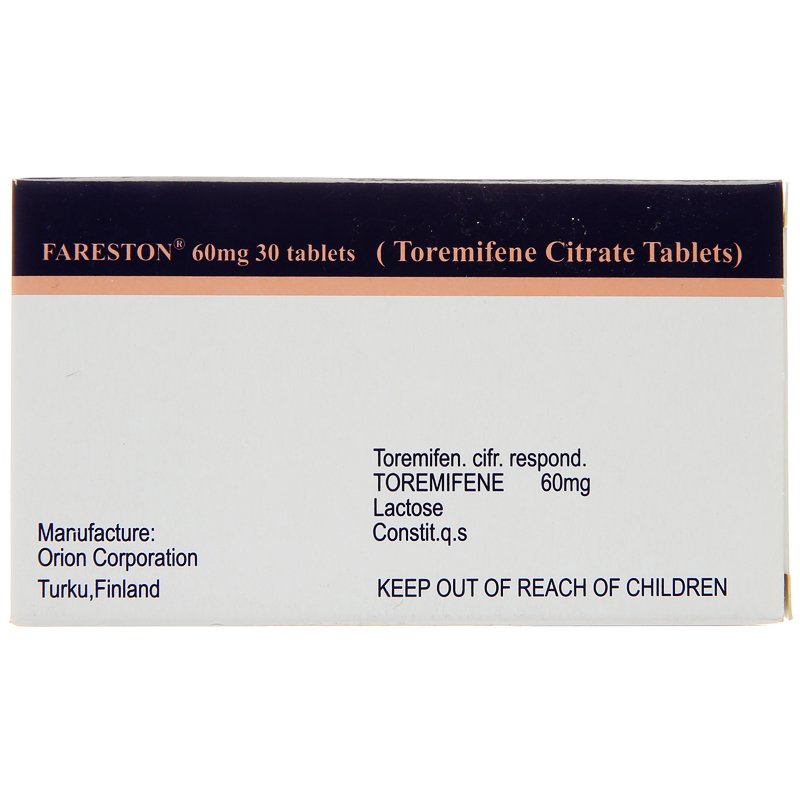 FARESTON® 60mg 30 tablets ( Toremifene Citrate Tablets)
Toremifen. cifr. respond.
TOREMIFENE 60mg
Lactose
Constit.q.s
Manufacture:
Orion Corporation
Turku,Finland
KEEP OUT OF REACH OF CHILDREN